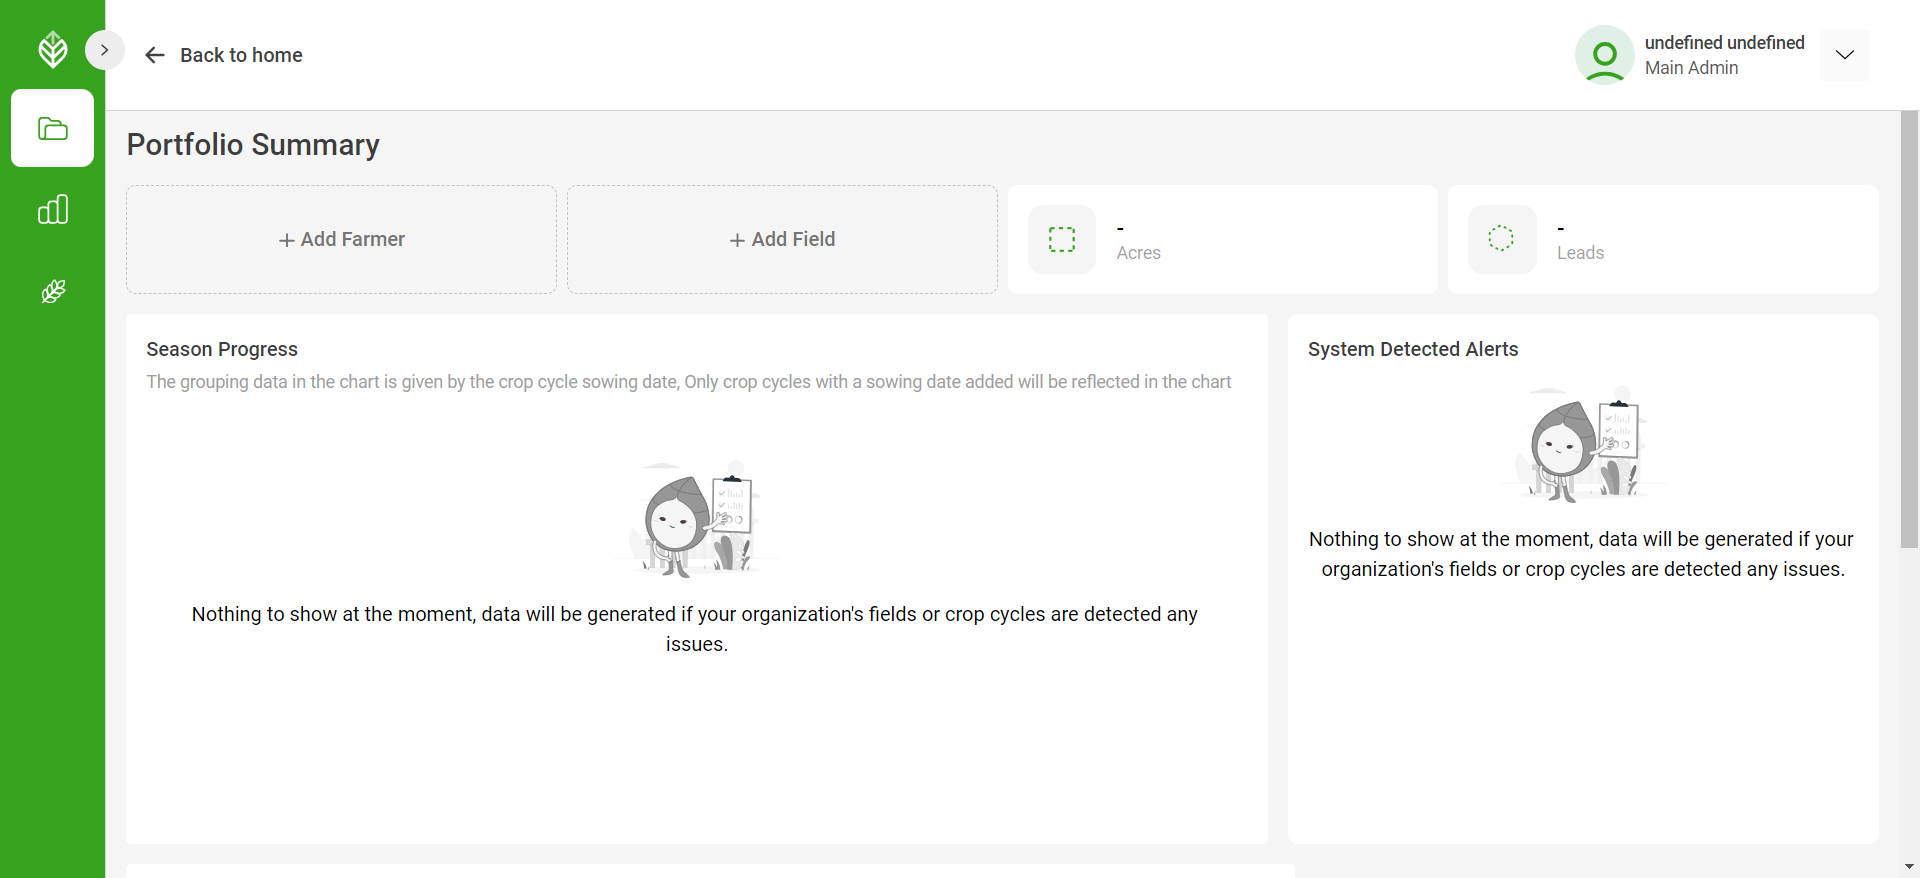 Back to home
undefined undefined
Main Admin
Portfolio Summary
+ Add Farmer
+ Add Field
-
Acres
-
Leads
Season Progress
The grouping data in the chart is given by the crop cycle sowing date, Only crop cycles with a sowing date added will be reflected in the chart
Nothing to show at the moment, data will be generated if your organization's fields or crop cycles are detected any
issues.
System Detected Alerts
Nothing to show at the moment, data will be generated if your
organization's fields or crop cycles are detected any issues.